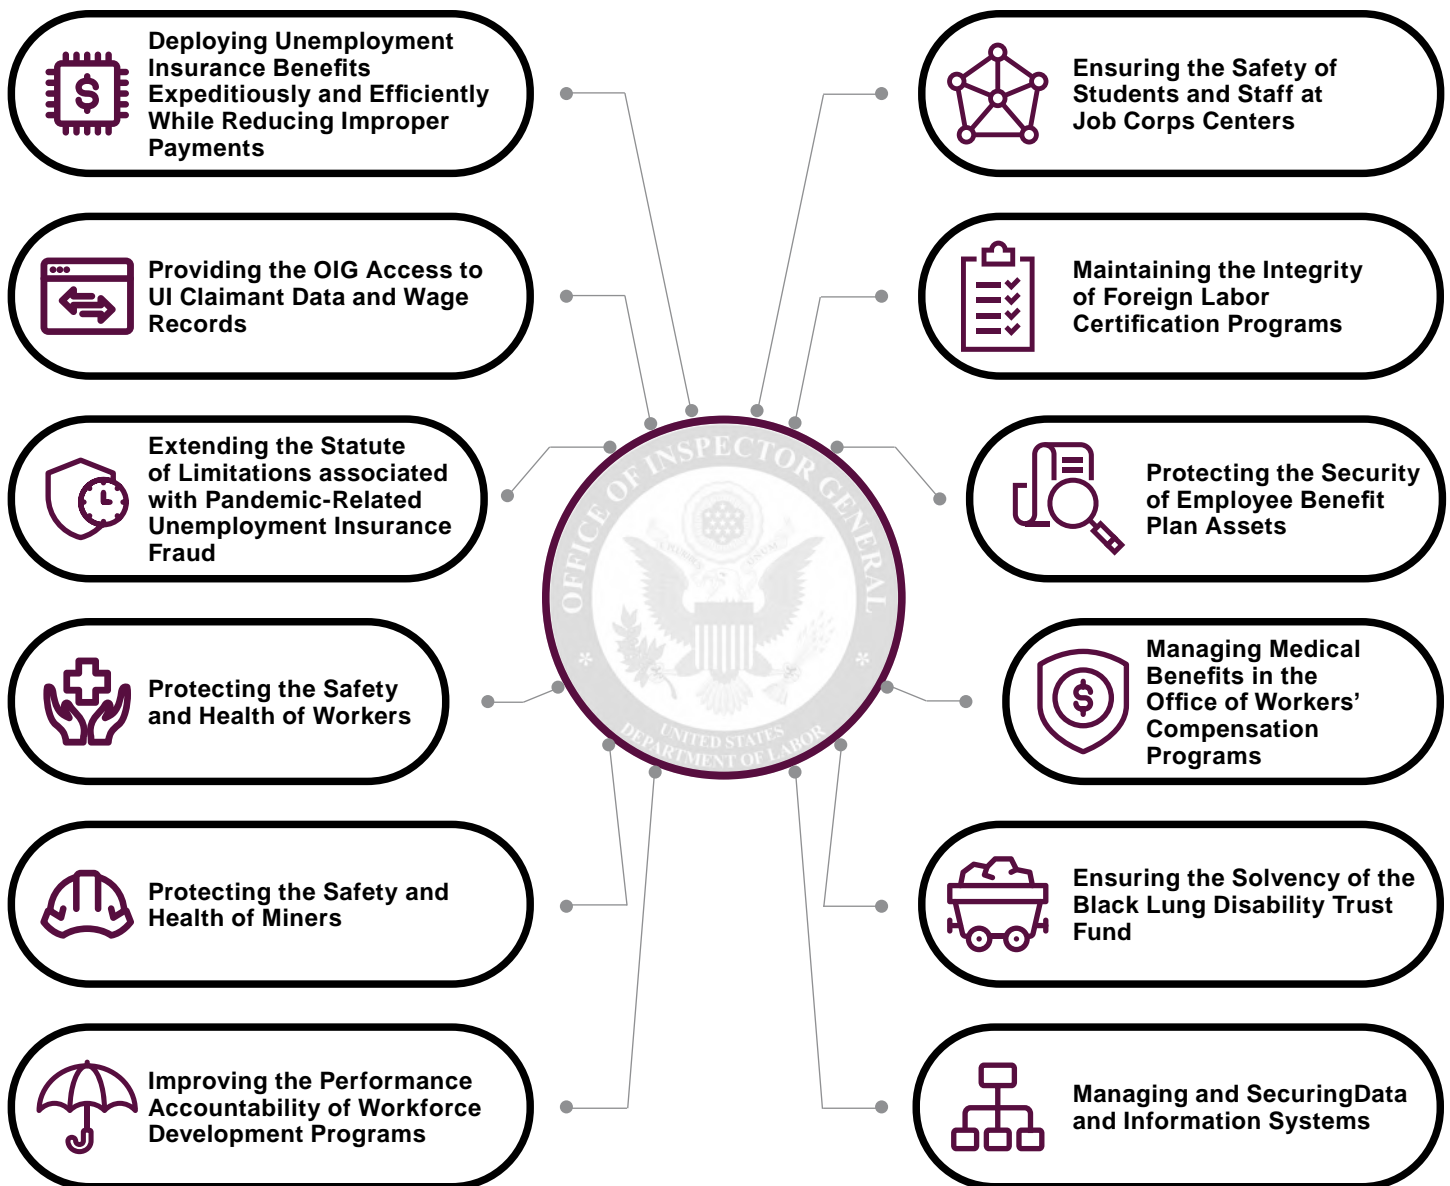 Deploying Unemployment
Insurance Benefits
Expeditiously and Efficiently
While Reducing Improper
Payments
Providing the OIG Access to
UI Claimant Data and Wage
Records
Extending the Statute
of Limitations associated
with Pandemic-Related
Unemployment Insurance
Fraud
Protecting the Safety
and Health of Workers
Protecting the Safety and
Health of Miners
Improving the Performance
Accountability of Workforce
Development Programs
OFFICE OF INSPECTOR GENERAL
UNITED STATES
DEPARTMENT OF LABOR
Ensuring the Safety of
Students and Staff at
Job Corps Centers
Maintaining the Integrity
of Foreign Labor
Certification Programs
Protecting the Security
of Employee Benefit
Plan Assets
Managing Medical
Benefits in the
Office of Workers’
Compensation
Programs
Ensuring the Solvency of the
Black Lung Disability Trust
Fund
Managing and SecuringData
and Information Systems